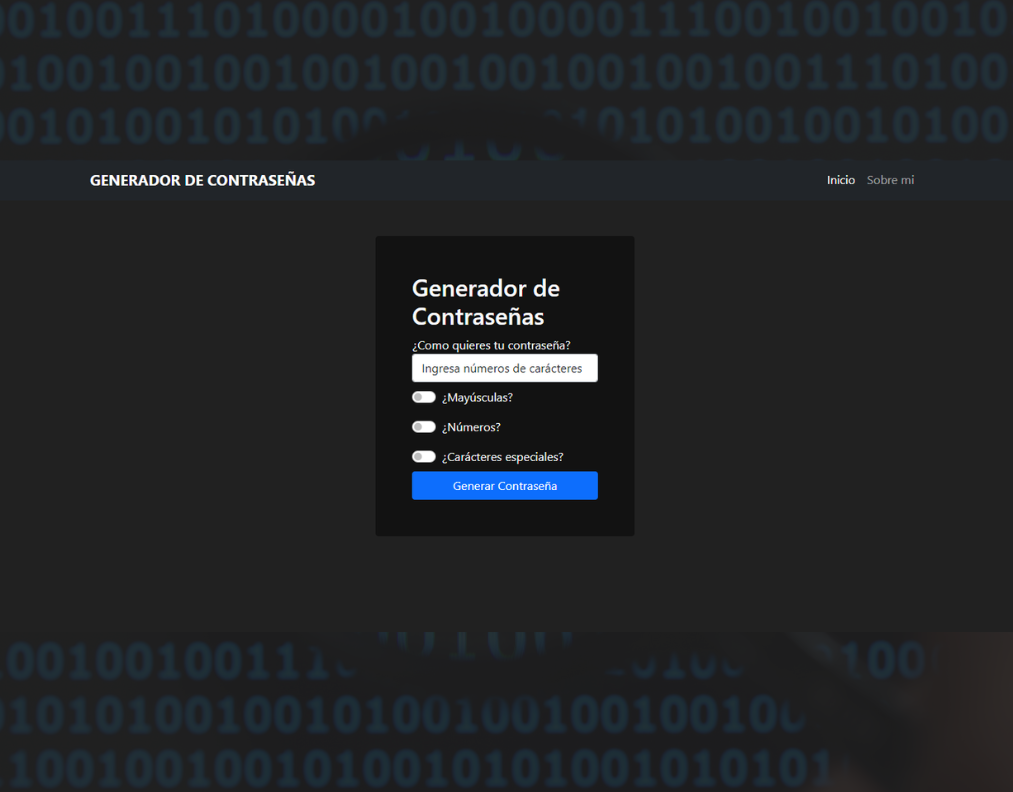 GENERADOR DE CONTRASEÑAS
Inicio Sobre mi
Generador de
Contraseñas
¿Como quieres tu contraseña?
Ingresa números de carácteres
¿Mayúsculas?
¿Números?
¿Carácteres especiales?
Generar Contraseña